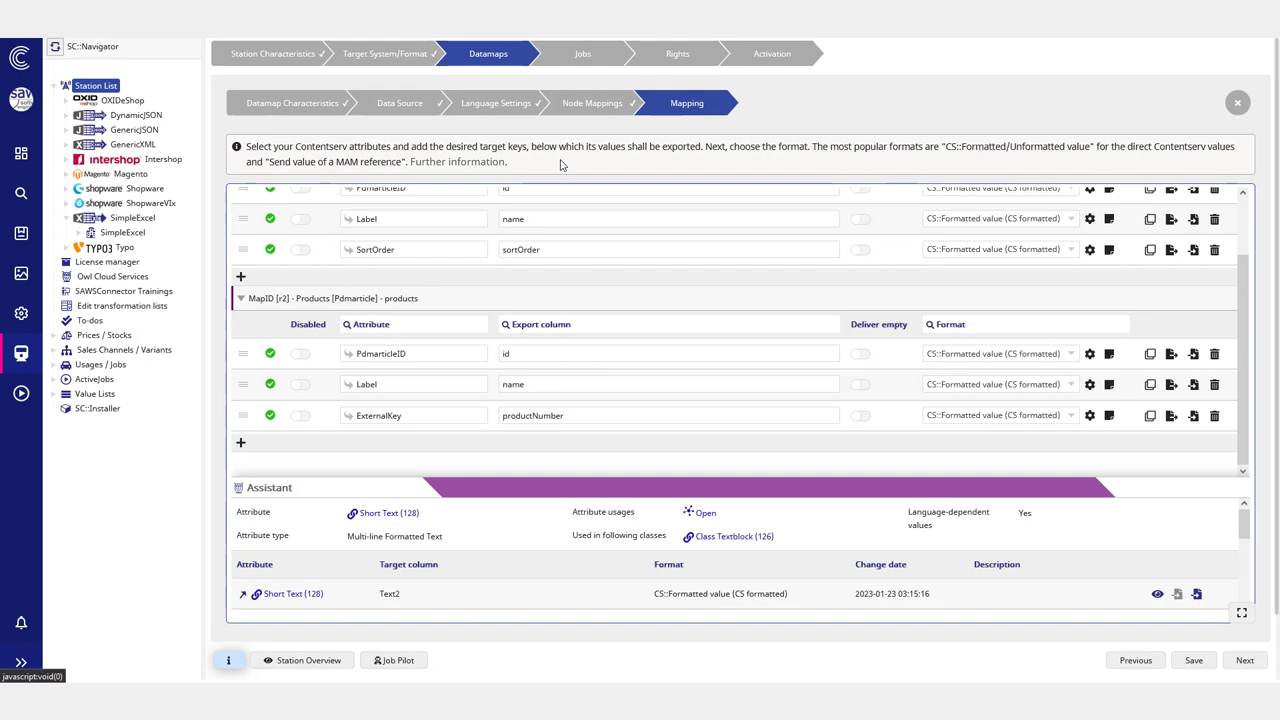 SC::Navigator
Station List
OXID eshop OXIDeShop
DynamicJSON
GenericJSON
GenericXML
intershop Intershop
Magento Magento
shopware Shopware
shopware ShopwareVIx
SimpleExcel
SimpleExcel
TYPO3 Typo
License manager
Owl Cloud Services
SAWSConnector Trainings
Edit transformation lists
To-dos
Prices / Stocks
Sales Channels / Variants
Usages / Jobs
ActiveJobs
Value Lists
SC::Installer
javascript:void(0)
Station Characteristics ✓ Target System/Format ✓ Datamaps Jobs Rights Activation
Datamap Characteristics ✓ Data Source ✓ Language Settings ✓ Node Mappings ✓ Mapping
Select your Contentserv attributes and add the desired target keys, below which its values shall be exported. Next, choose the format. The most popular formats are "CS::Formatted/Unformatted value" for the direct Contentserv values
and "Send value of a MAM reference". Further information.
PdmarticleID id CS::Formatted value (CS formatted)
Label name CS::Formatted value (CS formatted)
SortOrder sortOrder CS::Formatted value (CS formatted)
+
MapID [r2] - Products [Pdmarticle] - products
Disabled Attribute Export column Deliver empty Format
PdmarticleID id CS::Formatted value (CS formatted)
Label name CS::Formatted value (CS formatted)
ExternalKey productNumber CS::Formatted value (CS formatted)
+
Assistant
Attribute Short Text (128) Attribute usages Open Language-dependent values Yes
Attribute type Multi-line Formatted Text Used in following classes Class Textblock (126)
Attribute Target column Format Change date Description
Short Text (128) Text2 CS::Formatted value (CS formatted) 2023-01-23 03:15:16
i Station Overview Job Pilot Previous Save Next